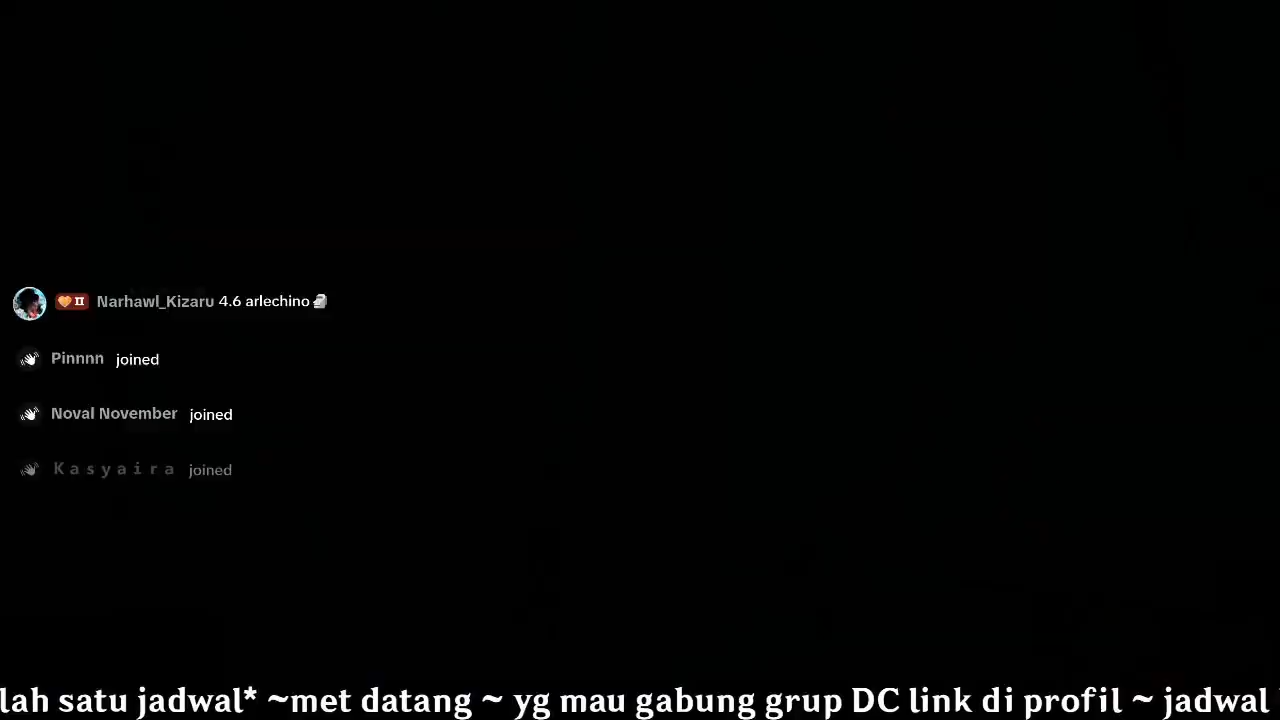 II Narhawl_Kizaru 4.6 arlechino🗿
Pinnnn joined
Noval November joined
K a s y a i r a joined
lah satu jadwal* ~met datang ~ yg mau gabung grup DC link di profil ~ jadwal